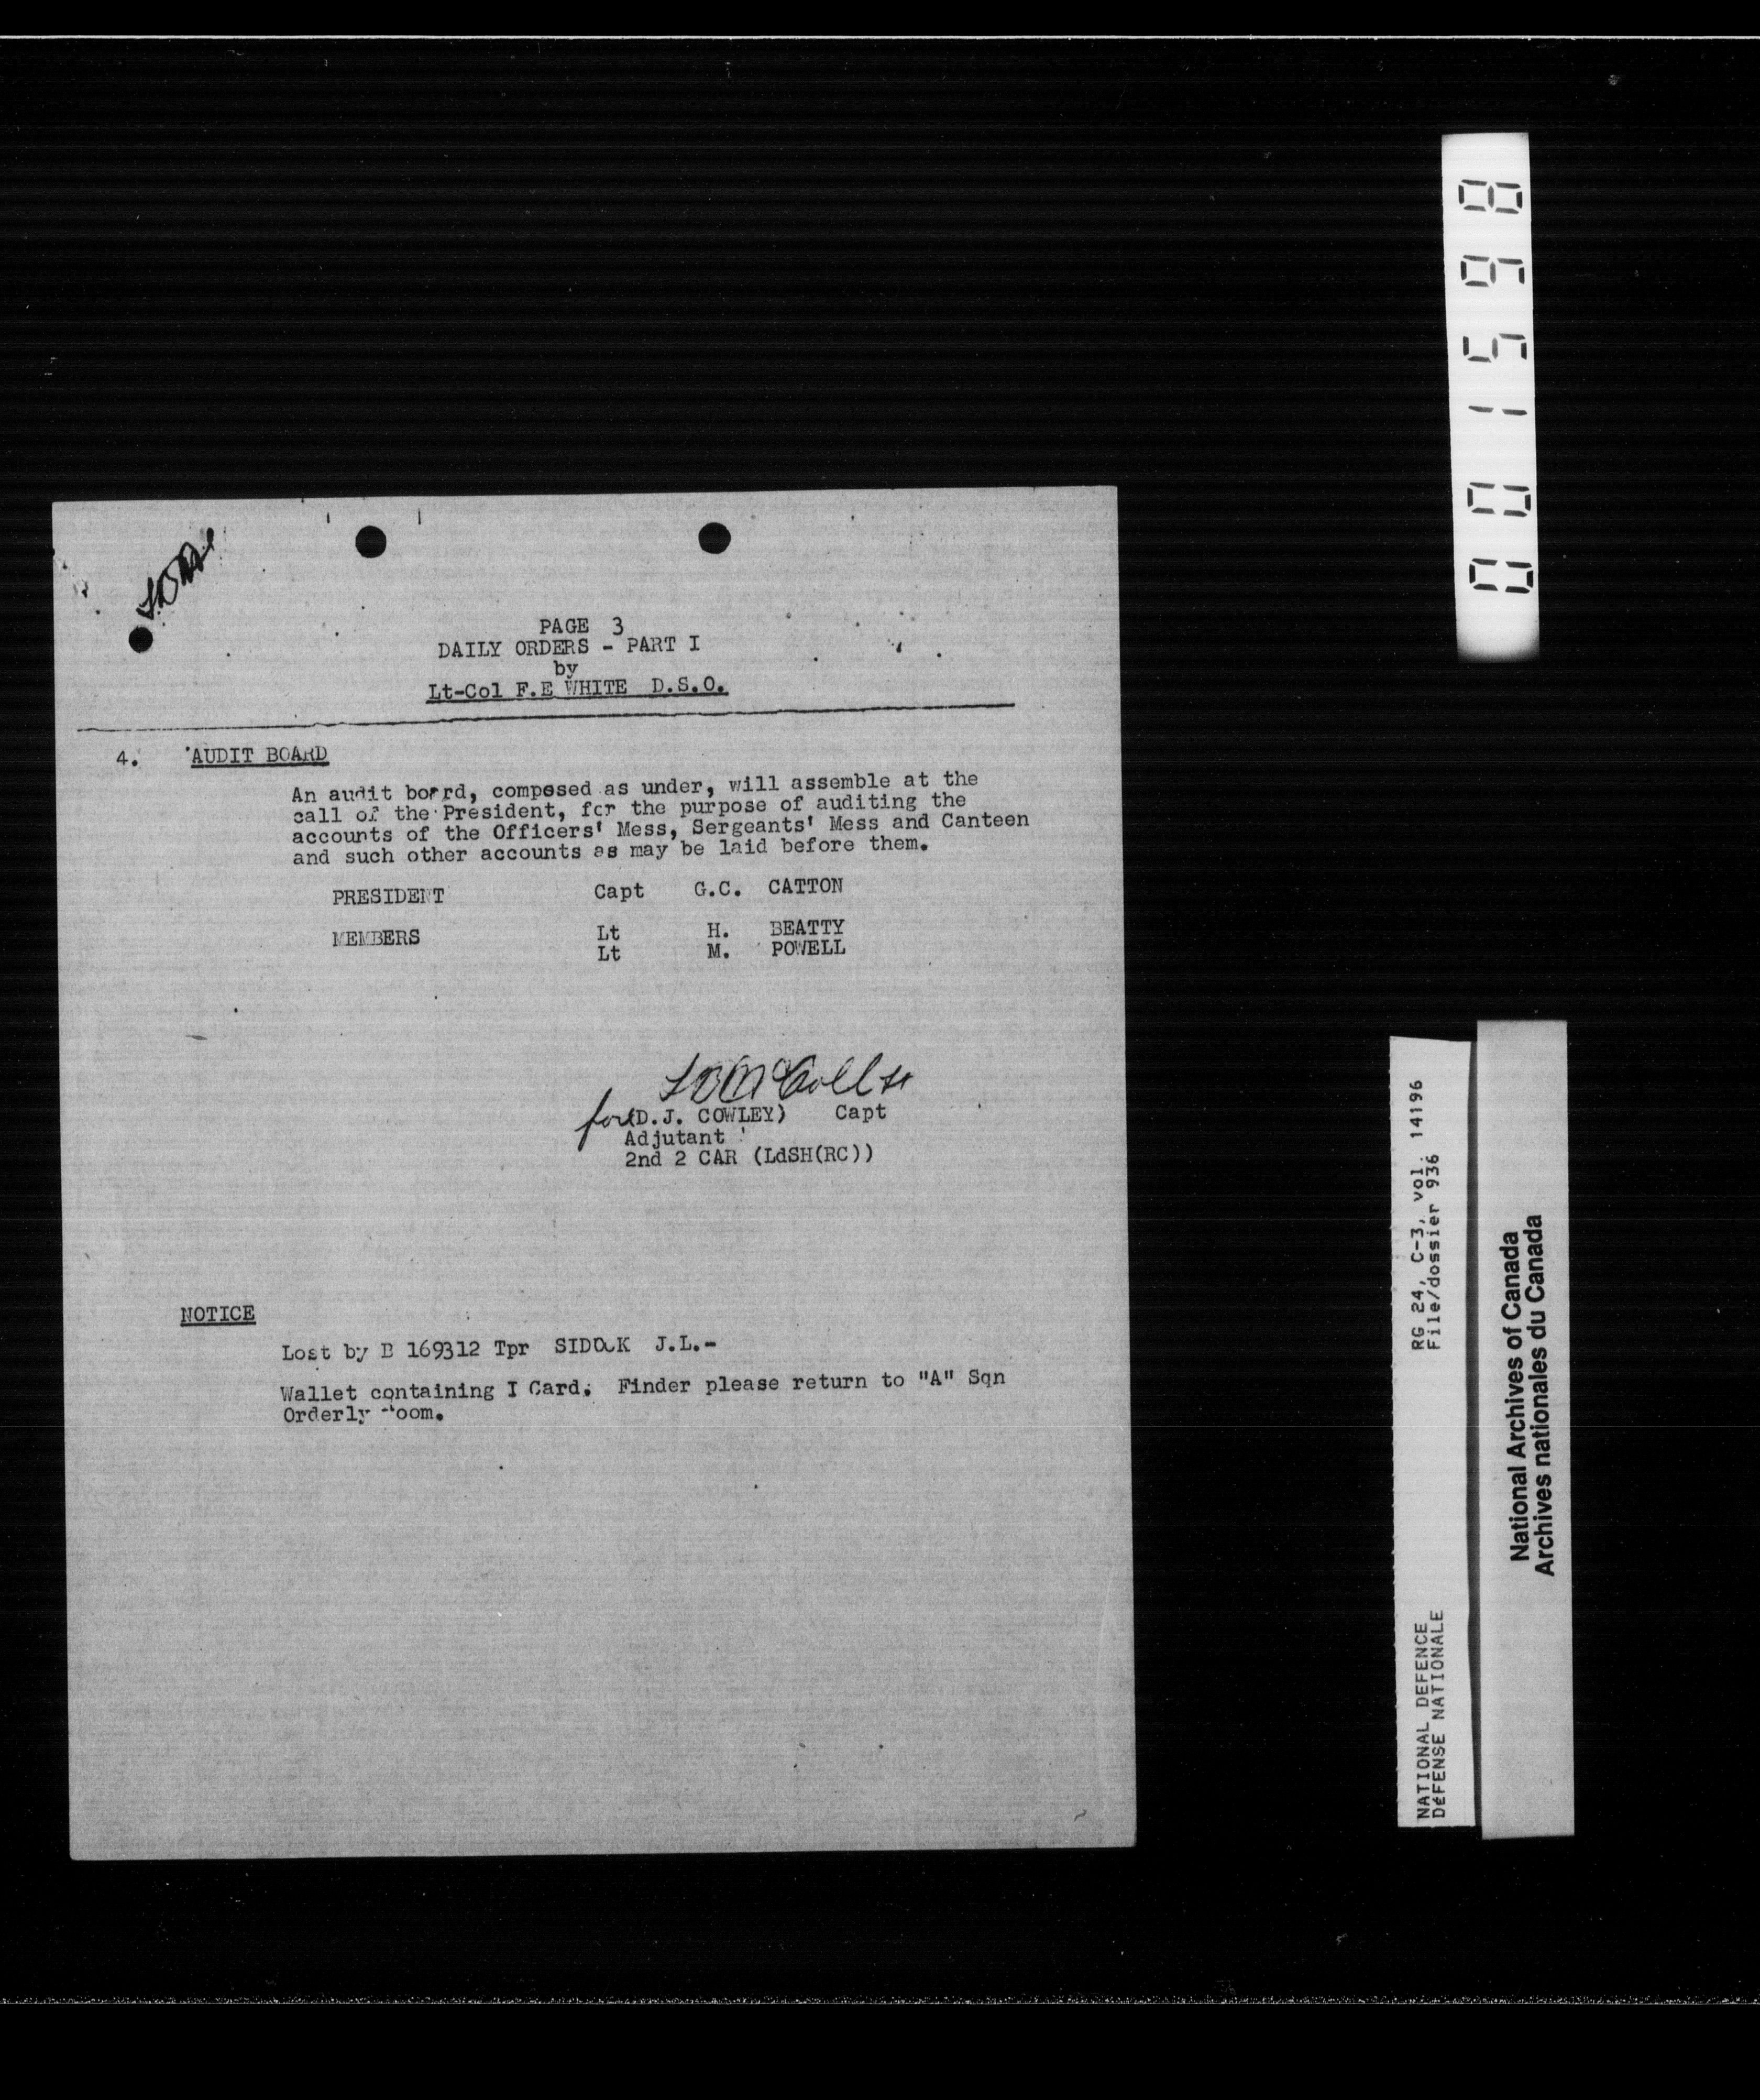 PAGE 3
DAILY ORDERS - PART I
by
Lt-Col F.E WHITE D.S.O.
4. AUDIT BOARD
An audit board, composed as under, will assemble at the
call of the President, for the purpose of auditing the
accounts of the Officers' Mess, Sergeants' Mess and Canteen
and such other accounts as may be laid before them.
PRESIDENT Capt G.C. CATTON
MEMBERS Lt H. BEATTY
Lt M. POWELL
for (D.J. COWLEY) Capt
Adjutant
2nd 2 CAR (LdSH(RC))
NOTICE
Lost by B 169312 Tpr J.L.-
Wallet containing I Card. Finder please return to "A" Sqn
Orderly Room.
001598
RG 24, C-3, vol. 14196
File/dossier 936
NATIONAL DEFENCE
DéFENSE NATIONALE
National Archives of Canada
Archives nationales du Canada